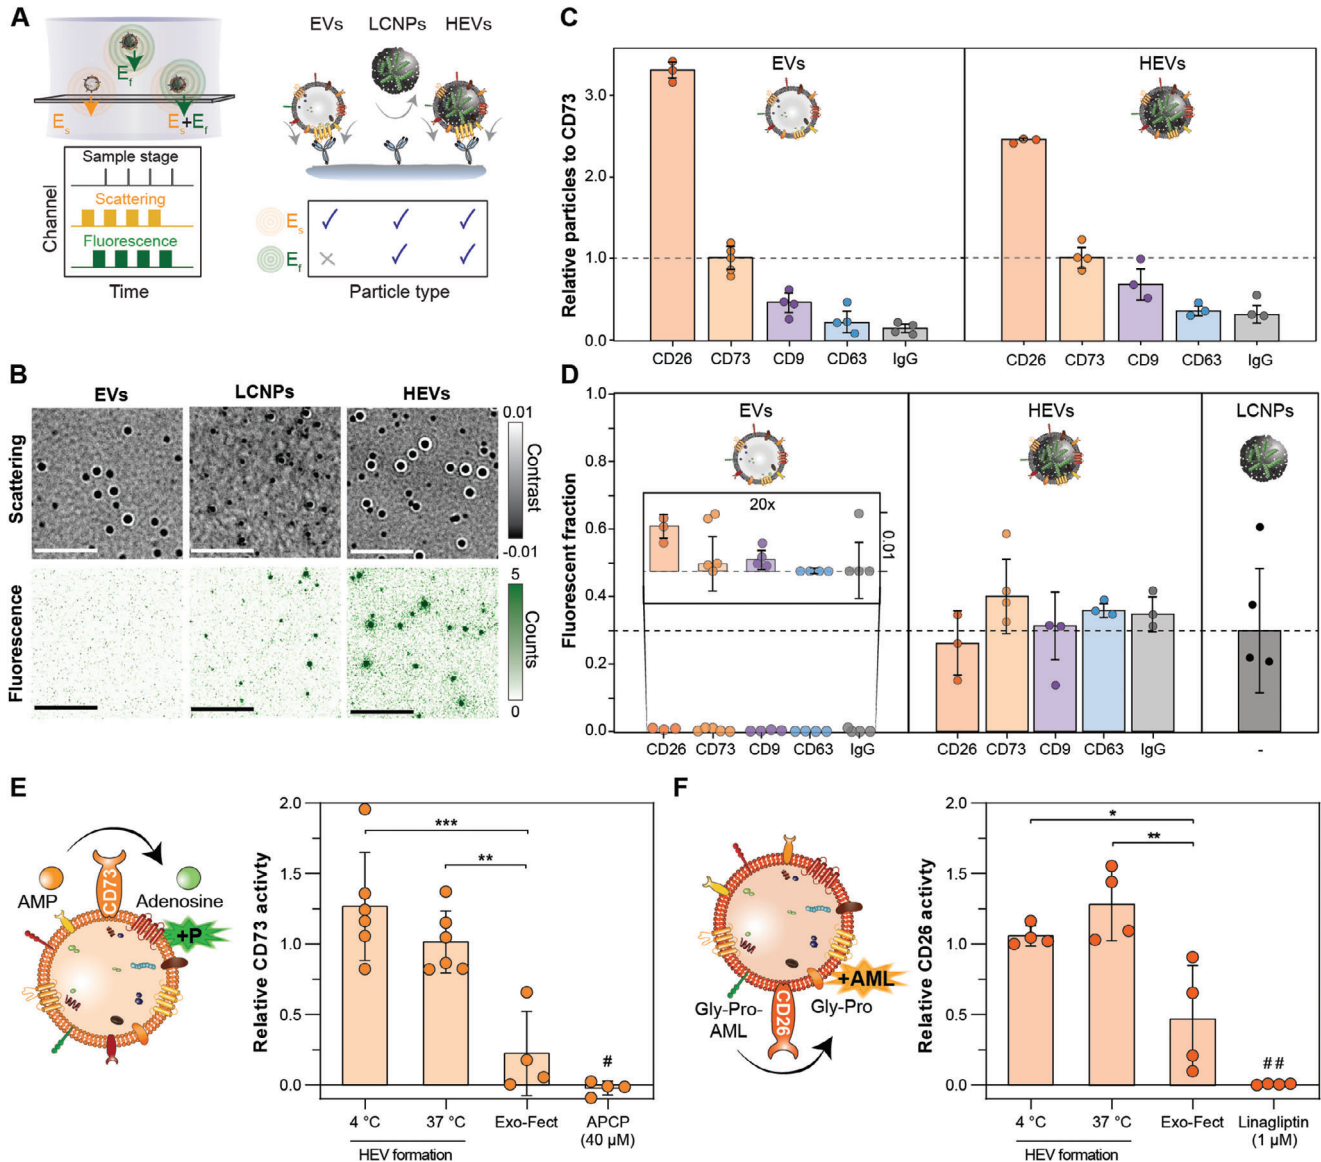 A
EVs
LCNPs
HEVs
Ef
Es
Es+Ef
Sample stage
Scattering
Fluorescence
Channel
Time
Es
Ef
Particle type
B
EVs
LCNPs
HEVs
Scattering
Fluorescence
0.01
Contrast
-0.01
5
Counts
0
C
EVs
HEVs
Relative particles to CD73
3.0
2.0
1.0
0.0
CD26
CD73
CD9
CD63
IgG
CD26
CD73
CD9
CD63
IgG
D
EVs
HEVs
LCNPs
Fluorescent fraction
1.0
0.8
0.6
0.4
0.2
0.0
20x
0.01
CD26
CD73
CD9
CD63
IgG
CD26
CD73
CD9
CD63
IgG
-
E
CD73
AMP
Adenosine
+P
Relative CD73 activty
2.0
1.5
1.0
0.5
0.0
***
**
#
4 °C
37 °C
Exo-Fect
APCP
(40 µM)
HEV formation
F
+AML
Gly-Pro-
AML
Gly-Pro
CD26
Relative CD26 activty
2.0
1.5
1.0
0.5
0.0
*
**
##
4 °C
37 °C
Exo-Fect
Linagliptin
(1 µM)
HEV formation